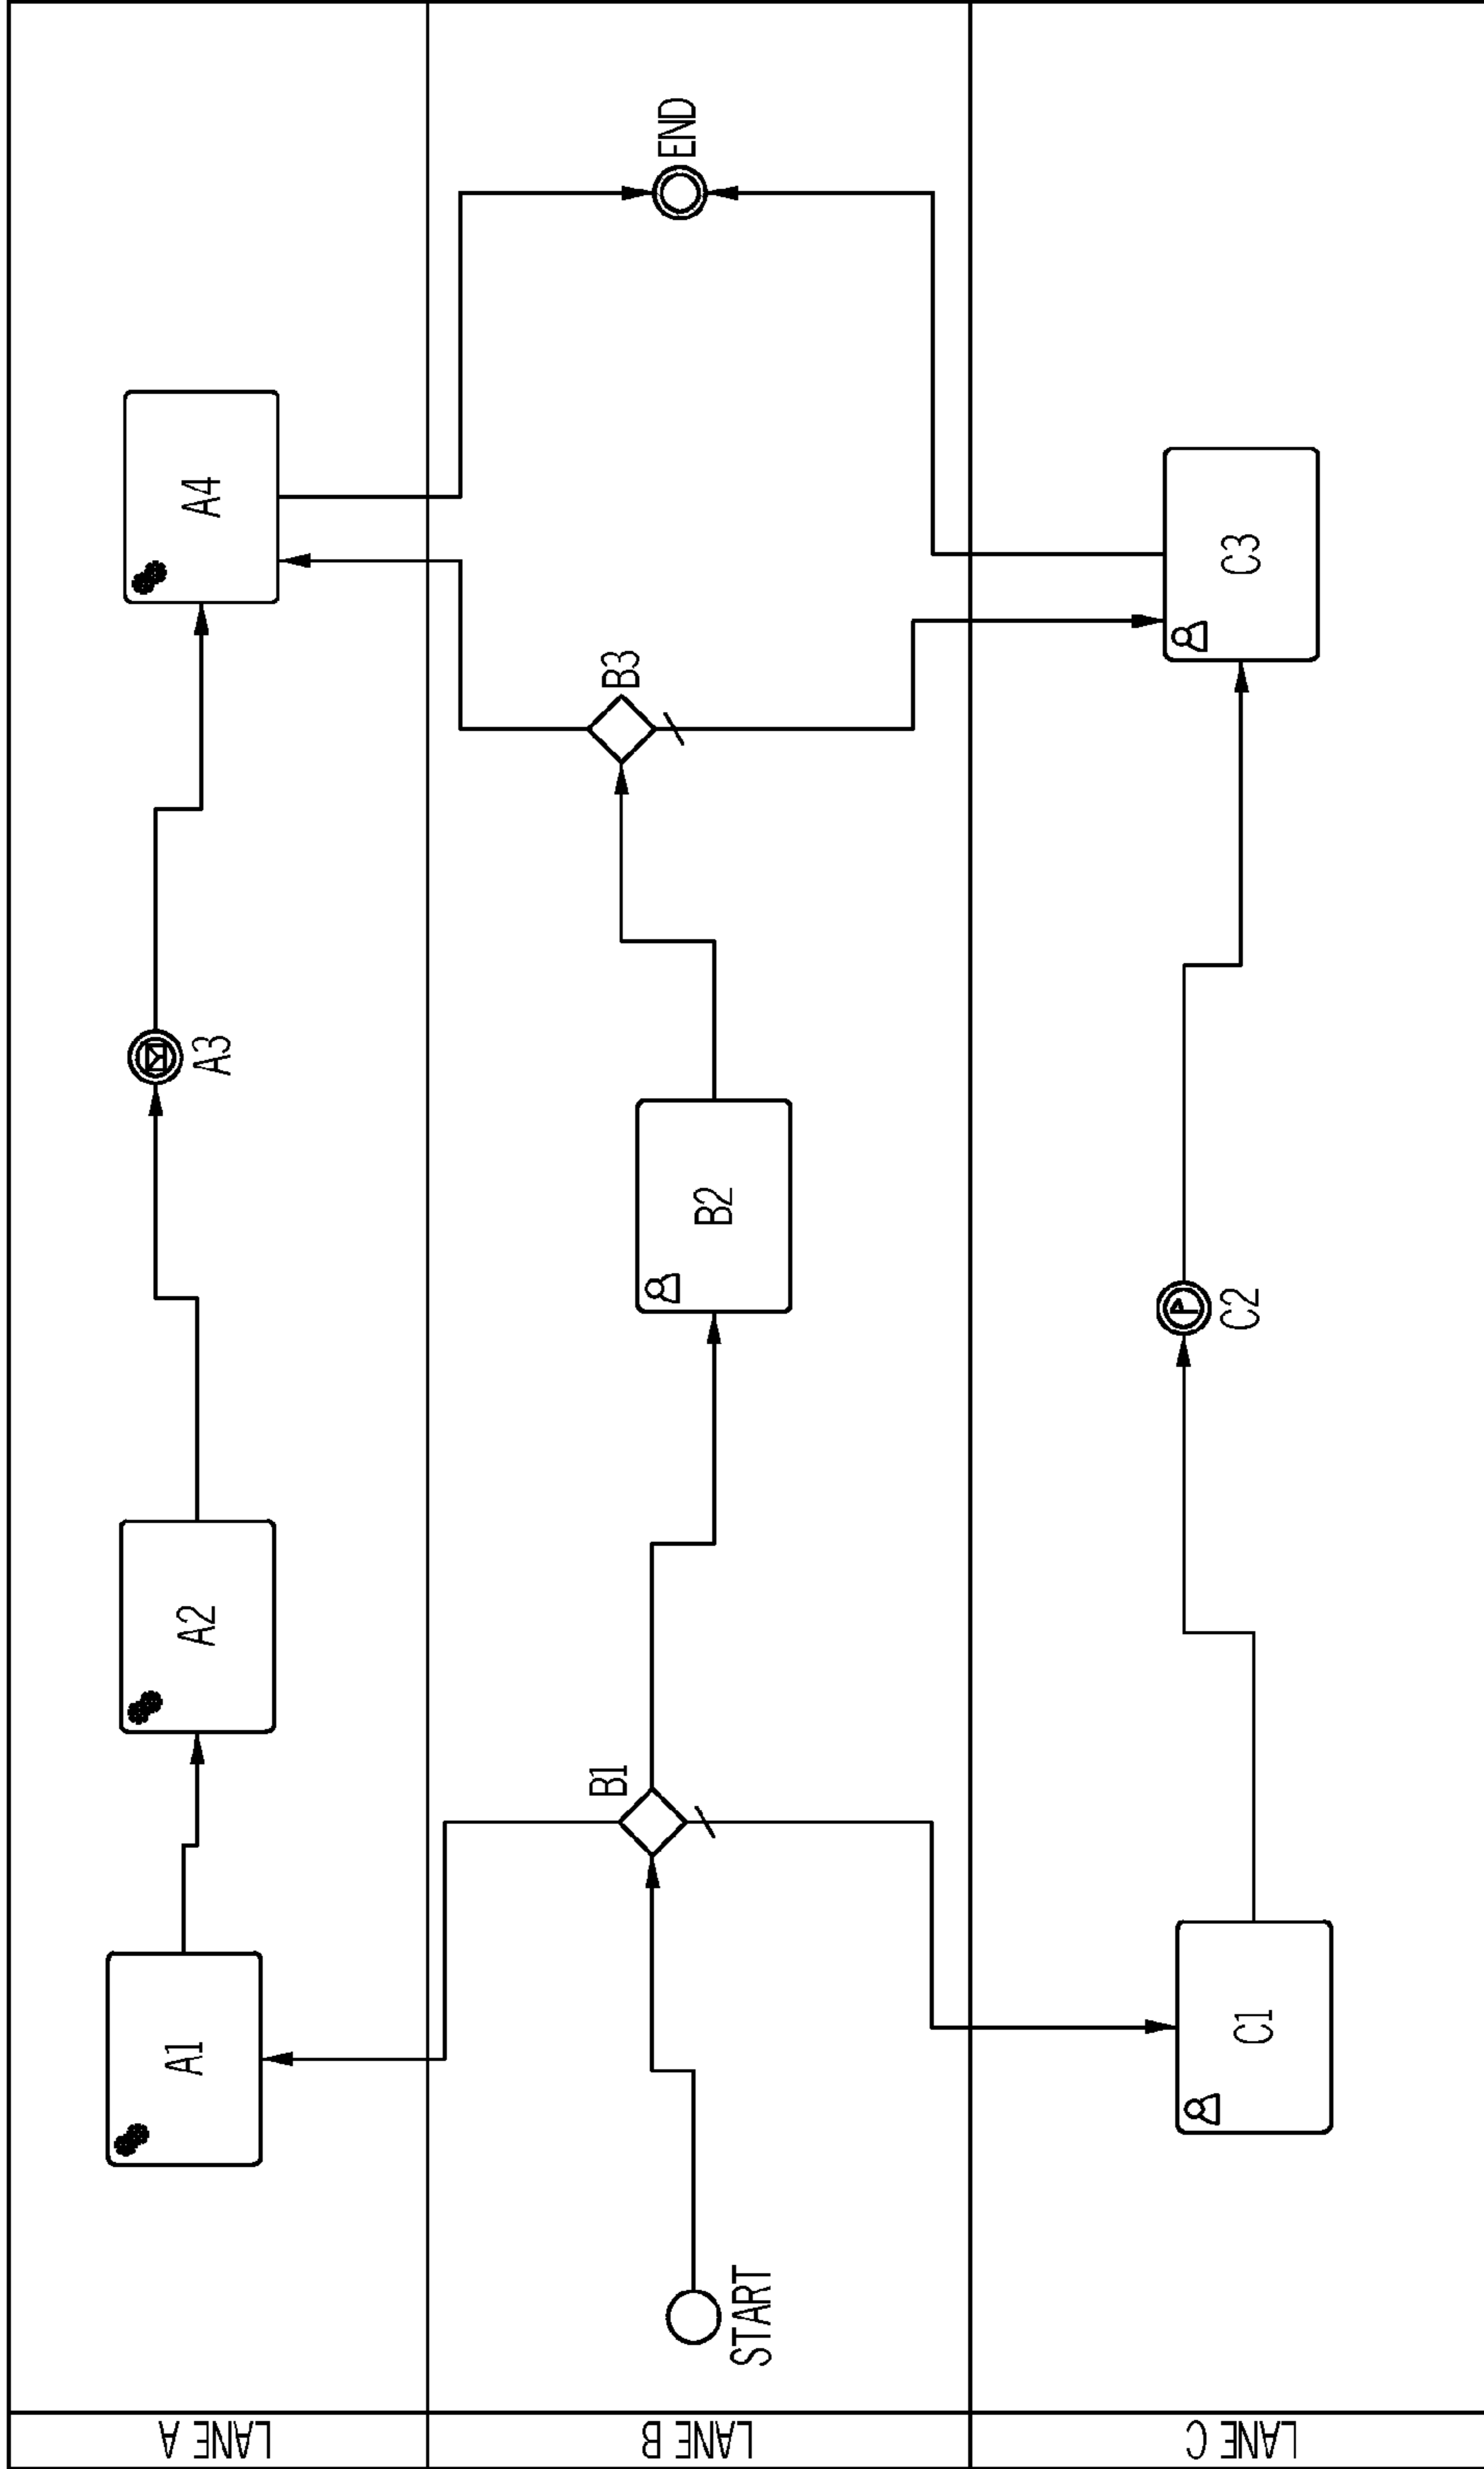 LANE A
A1
A2
A3
A4
LANE B
START
B1
B2
B3
END
LANE C
C1
C2
C3